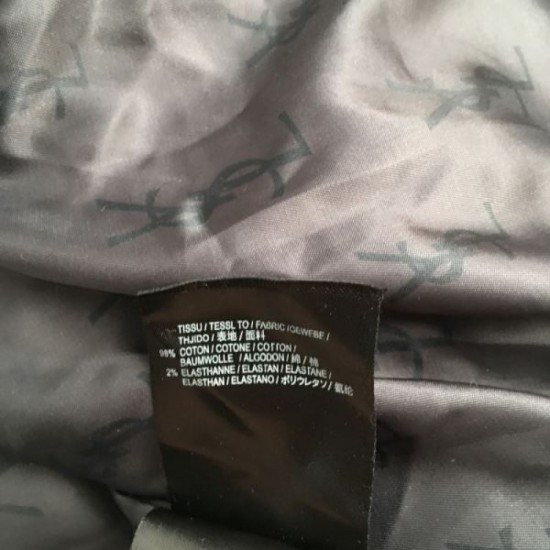 TISSU / TESSUTO / FABRIC / GEWEBE /
TEJIDO / 表地 / 面料
98% COTON / COTONE / COTTON /
BAUMWOLLE / ALGODON / 綿 / 棉
2% ELASTHANNE / ELASTAN / ELASTANE /
ELASTHAN / ELASTANO / ポリウレタン / 氨纶